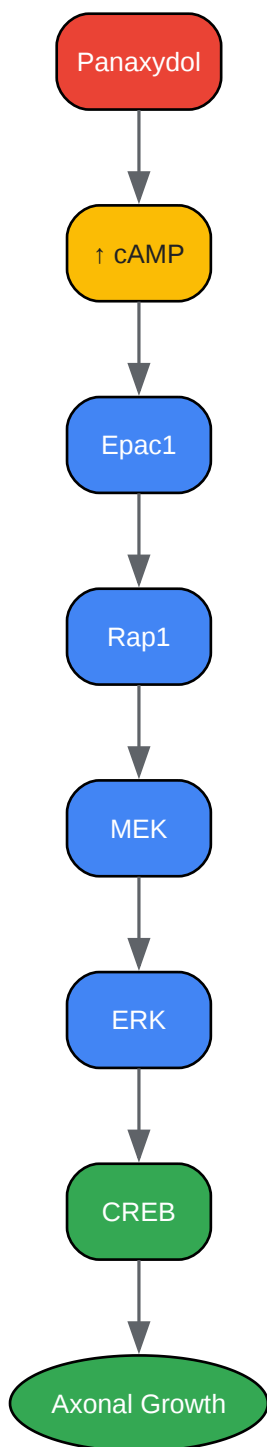 Panaxydol
↑ cAMP
Epac1
Rap1
MEK
ERK
CREB
Axonal Growth